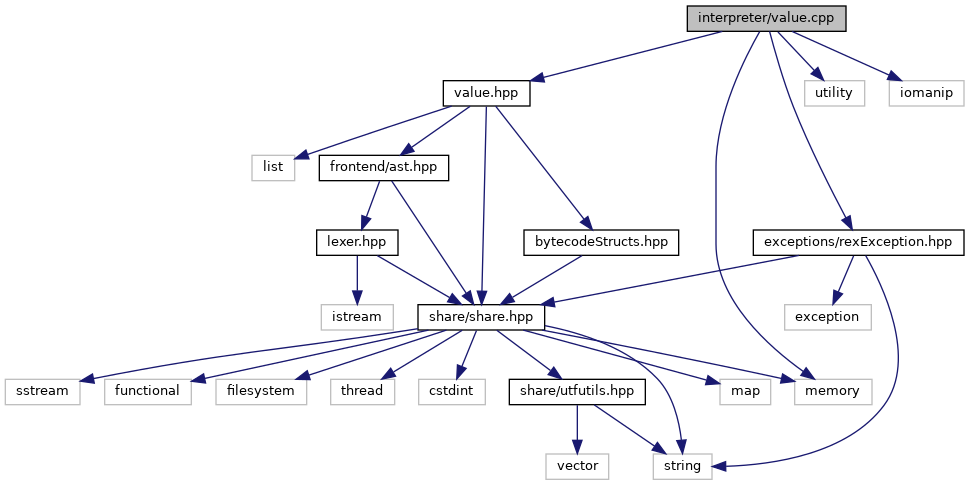 interpreter/value.cpp
value.hpp
utility
iomanip
list
frontend/ast.hpp
lexer.hpp
bytecodeStructs.hpp
exceptions/rexException.hpp
istream
share/share.hpp
exception
sstream
functional
filesystem
thread
cstdint
share/utfutils.hpp
map
memory
vector
string